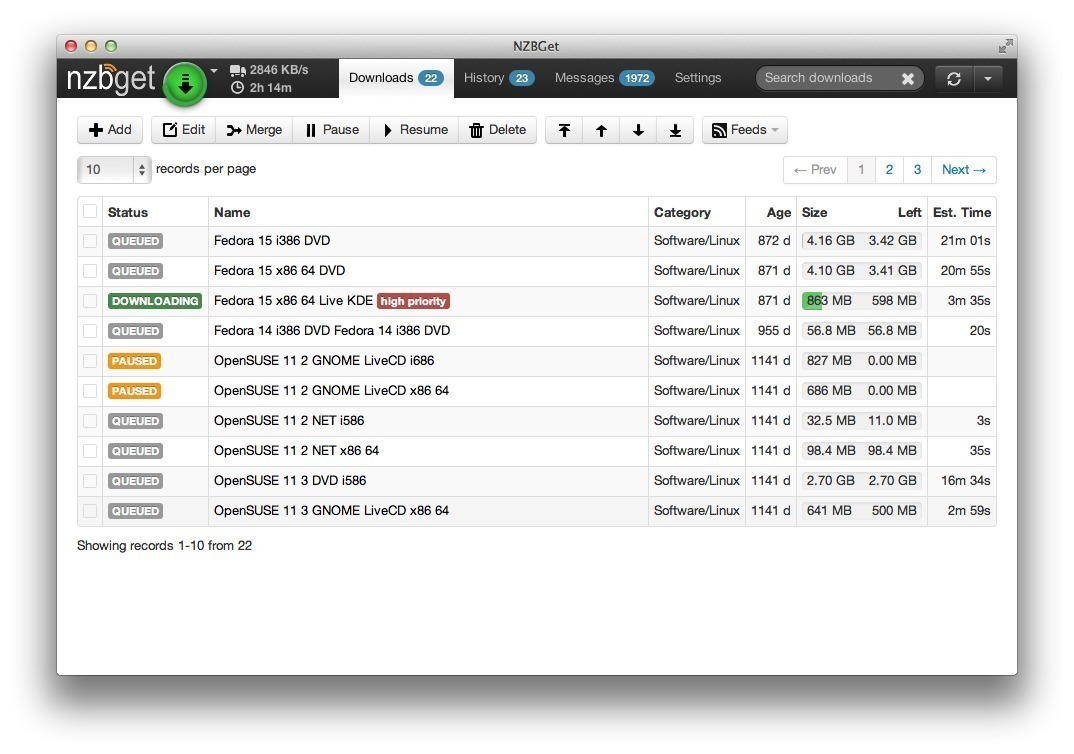 NZBGet
nzbget 2846 KB/s 2h 14m Downloads 22 History 23 Messages 1972 Settings Search downloads
Add Edit Merge Pause Resume Delete Feeds
10 records per page ← Prev 1 2 3 Next →
Status Name Category Age Size Left Est. Time
QUEUED Fedora 15 i386 DVD Software/Linux 872 d 4.16 GB 3.42 GB 21m 01s
QUEUED Fedora 15 x86 64 DVD Software/Linux 871 d 4.10 GB 3.41 GB 20m 55s
DOWNLOADING Fedora 15 x86 64 Live KDE high priority Software/Linux 871 d 863 MB 598 MB 3m 35s
QUEUED Fedora 14 i386 DVD Fedora 14 i386 DVD Software/Linux 955 d 56.8 MB 56.8 MB 20s
PAUSED OpenSUSE 11 2 GNOME LiveCD i686 Software/Linux 1141 d 827 MB 0.00 MB
PAUSED OpenSUSE 11 2 GNOME LiveCD x86 64 Software/Linux 1141 d 686 MB 0.00 MB
QUEUED OpenSUSE 11 2 NET i586 Software/Linux 1141 d 32.5 MB 11.0 MB 3s
QUEUED OpenSUSE 11 2 NET x86 64 Software/Linux 1141 d 98.4 MB 98.4 MB 35s
QUEUED OpenSUSE 11 3 DVD i586 Software/Linux 1141 d 2.70 GB 2.70 GB 16m 34s
QUEUED OpenSUSE 11 3 GNOME LiveCD x86 64 Software/Linux 1141 d 641 MB 500 MB 2m 59s
Showing records 1-10 from 22